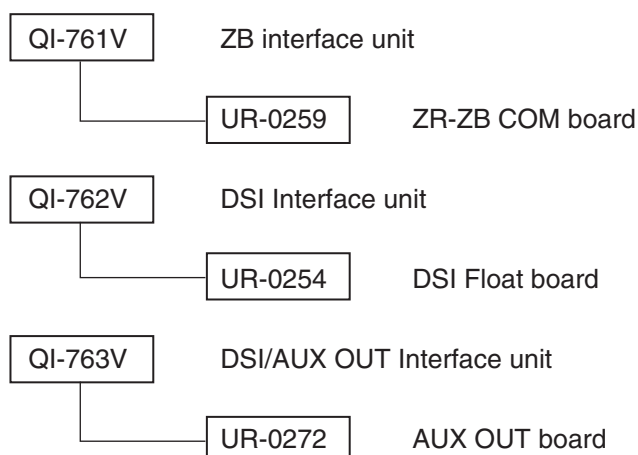 QI-761V ZB interface unit
UR-0259 ZR-ZB COM board
QI-762V DSI Interface unit
UR-0254 DSI Float board
QI-763V DSI/AUX OUT Interface unit
UR-0272 AUX OUT board